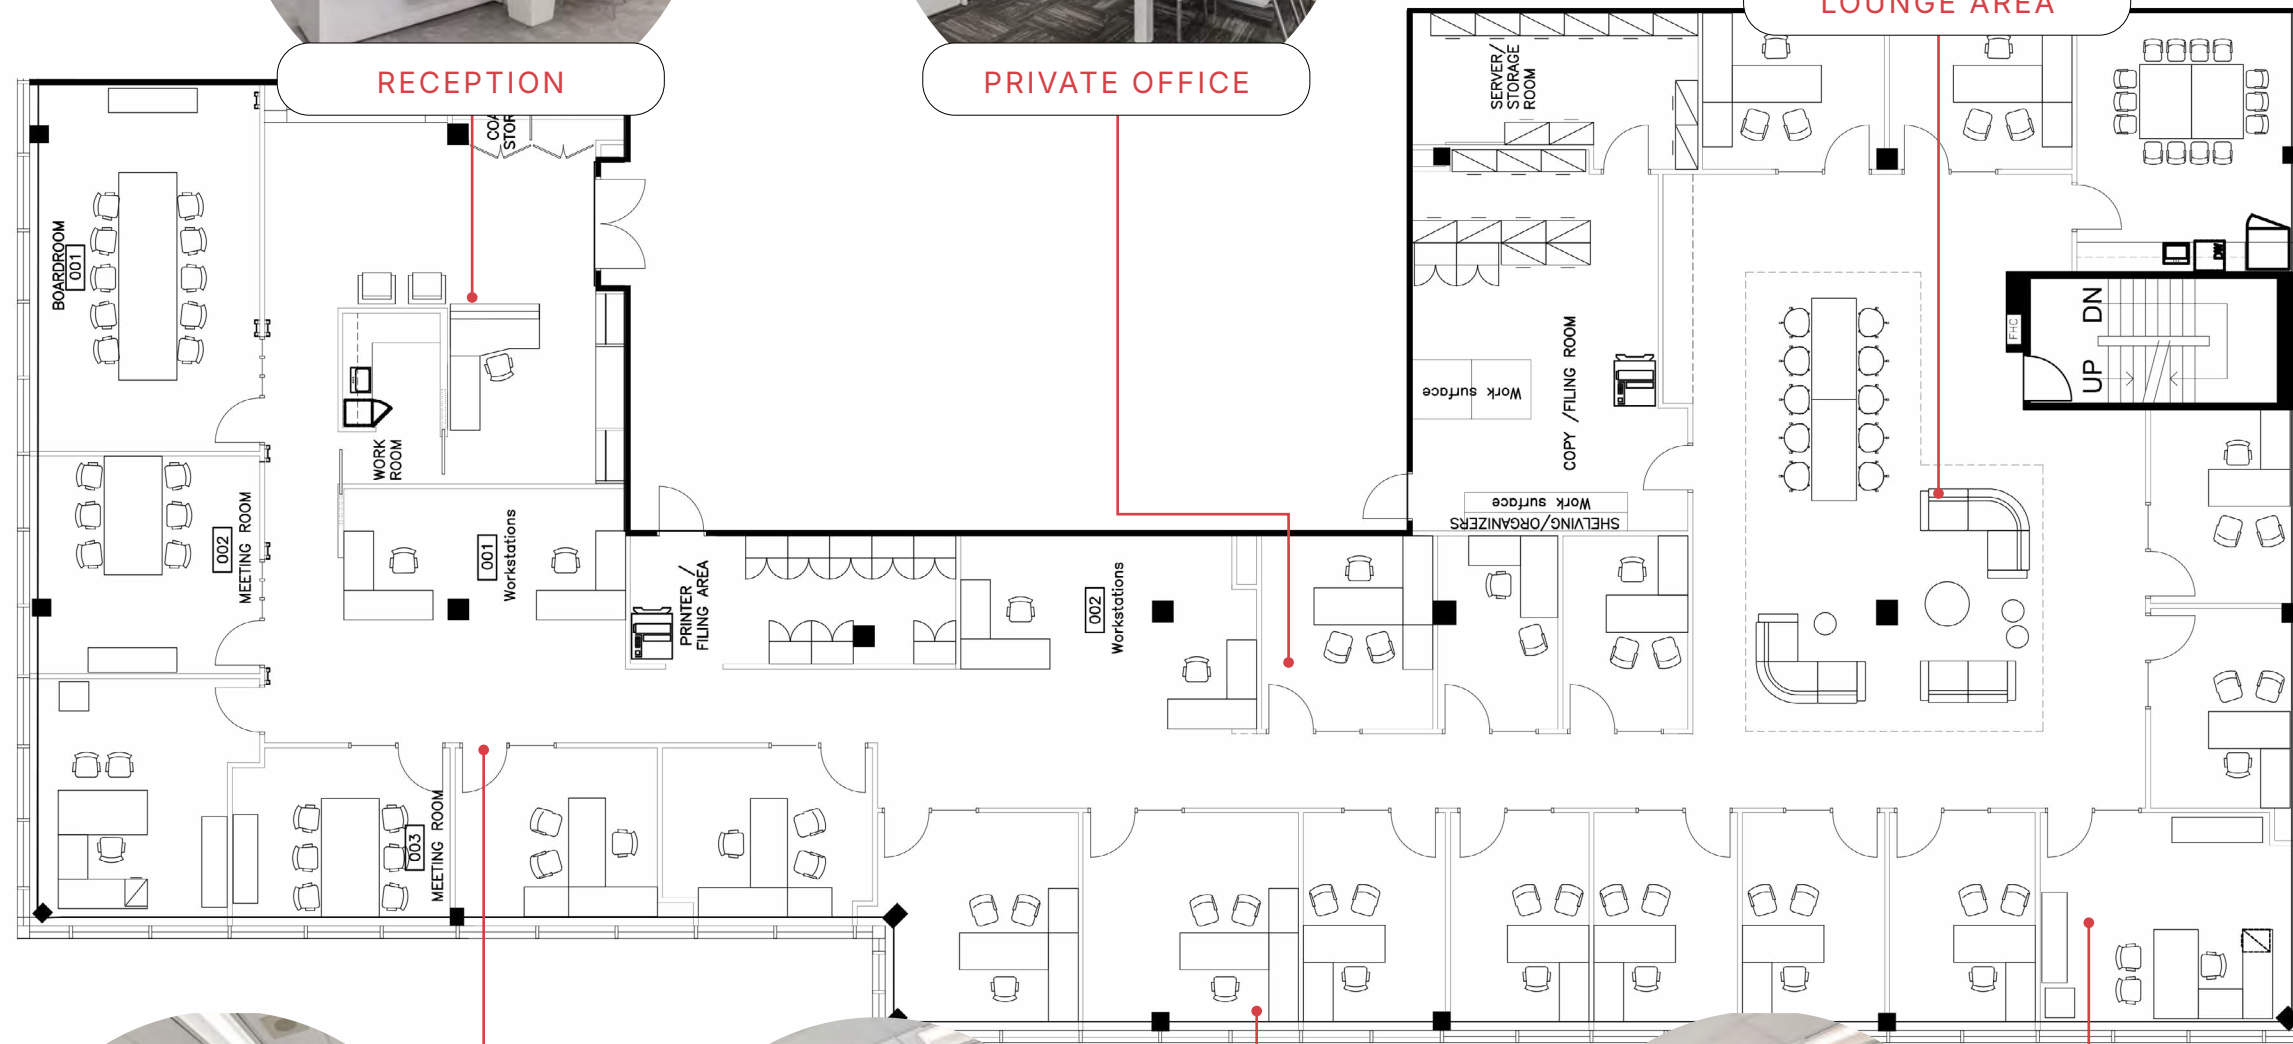 LOUNGE AREA
RECEPTION
PRIVATE OFFICE
SERVER/
STORAGE
ROOM
BOARDROOM
001
DW
FHC
UP DN
WORK
ROOM
Work surface
COPY /FILING ROOM
Work surface
SHELVING/ORGANIZERS
002
MEETING ROOM
001
Workstations
PRINTER /
FILING AREA
002
Workstations
003
MEETING ROOM